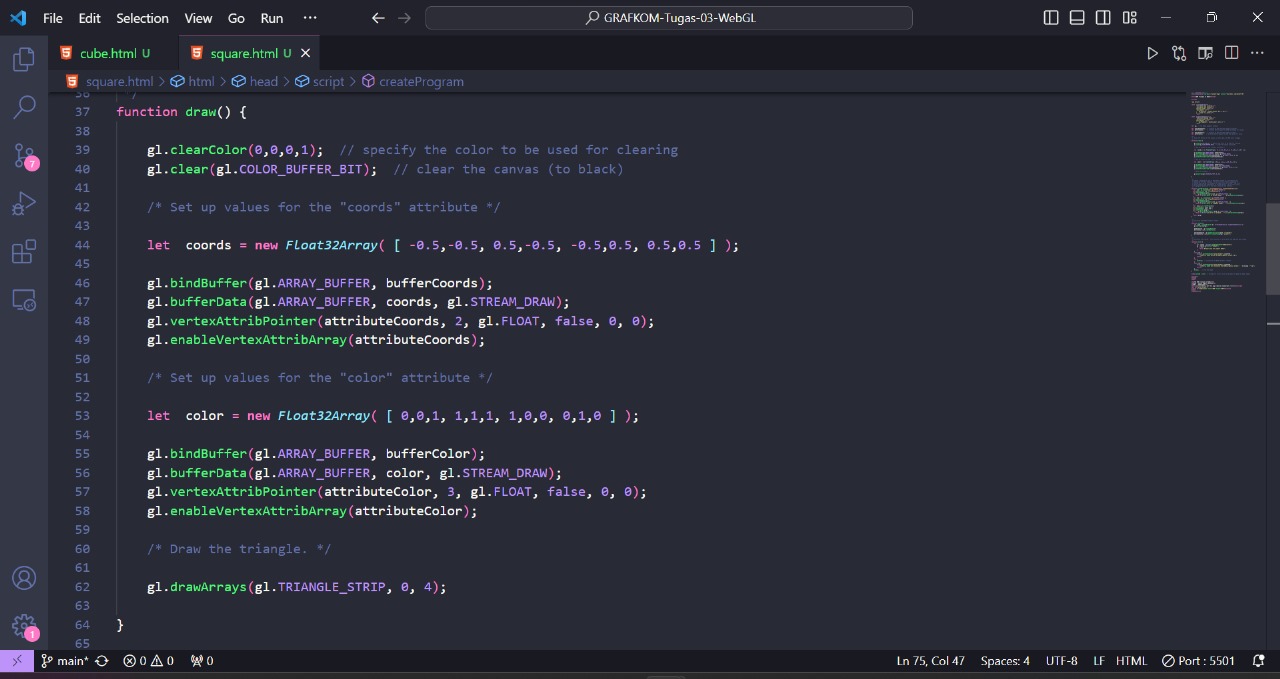 File Edit Selection View Go Run ··· GRAFKOM-Tugas-03-WebGL
cube.html U square.html U
square.html > html > head > script > createProgram
36 */
37 function draw() {
38
39 gl.clearColor(0,0,0,1); // specify the color to be used for clearing
40 gl.clear(gl.COLOR_BUFFER_BIT); // clear the canvas (to black)
41
42 /* Set up values for the "coords" attribute */
43
44 let coords = new Float32Array( [ -0.5,-0.5, 0.5,-0.5, -0.5,0.5, 0.5,0.5 ] );
45
46 gl.bindBuffer(gl.ARRAY_BUFFER, bufferCoords);
47 gl.bufferData(gl.ARRAY_BUFFER, coords, gl.STREAM_DRAW);
48 gl.vertexAttribPointer(attributeCoords, 2, gl.FLOAT, false, 0, 0);
49 gl.enableVertexAttribArray(attributeCoords);
50
51 /* Set up values for the "color" attribute */
52
53 let color = new Float32Array( [ 0,0,1, 1,1,1, 1,0,0, 0,1,0 ] );
54
55 gl.bindBuffer(gl.ARRAY_BUFFER, bufferColor);
56 gl.bufferData(gl.ARRAY_BUFFER, color, gl.STREAM_DRAW);
57 gl.vertexAttribPointer(attributeColor, 3, gl.FLOAT, false, 0, 0);
58 gl.enableVertexAttribArray(attributeColor);
59
60 /* Draw the triangle. */
61
62 gl.drawArrays(gl.TRIANGLE_STRIP, 0, 4);
63
64 }
65
7
1
main* 0 0 0 Ln 75, Col 47 Spaces: 4 UTF-8 LF HTML Port : 5501